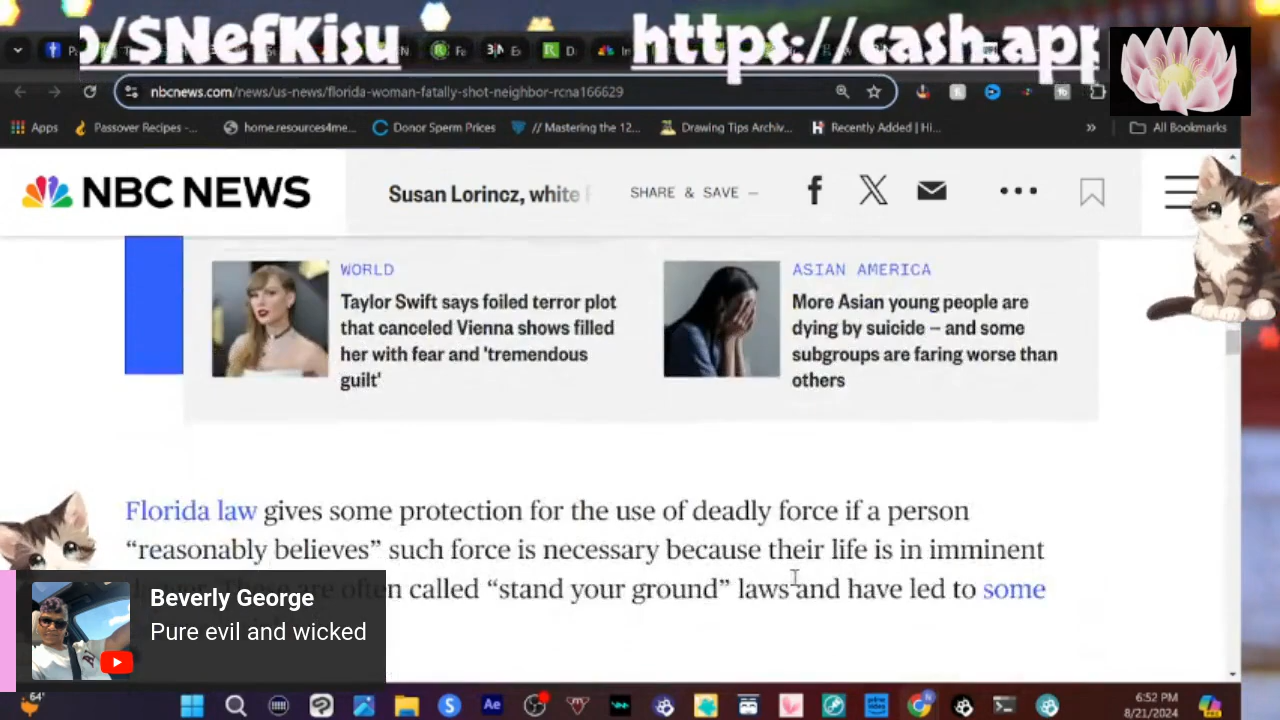 o/$NefKisu https://cash.app
nbcnews.com/news/us-news/florida-woman-fatally-shot-neighbor-rcna166629
Apps Passover Recipes -... home.resources4me... Donor Sperm Prices // Mastering the 12... Drawing Tips Archiv... Recently Added | Hi... » All Bookmarks
NBC NEWS Susan Lorincz, white SHARE & SAVE —
WORLD
Taylor Swift says foiled terror plot
that canceled Vienna shows filled
her with fear and 'tremendous
guilt'
ASIAN AMERICA
More Asian young people are
dying by suicide – and some
subgroups are faring worse than
others
Florida law gives some protection for the use of deadly force if a person
“reasonably believes” such force is necessary because their life is in imminent
often called “stand your ground” laws and have led to some
Beverly George
Pure evil and wicked
64°
6:52 PM
8/21/2024